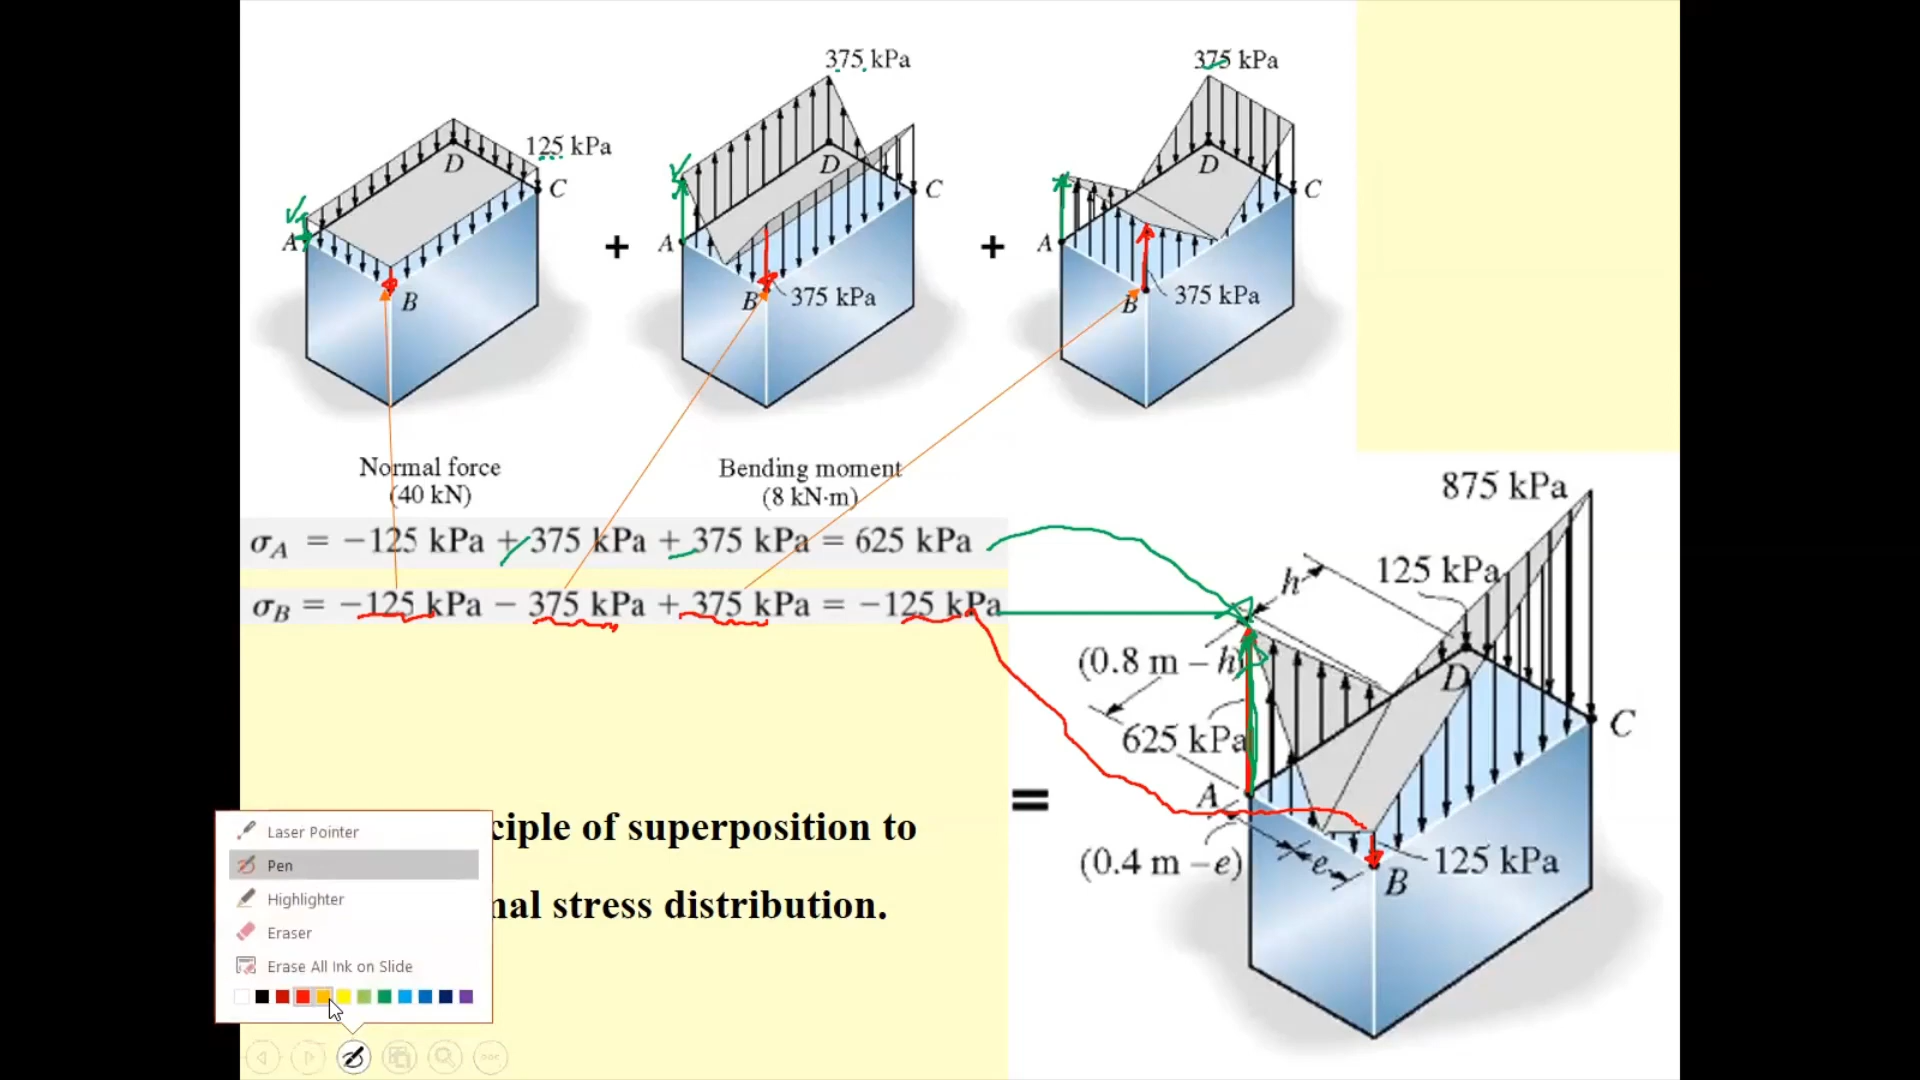 375 kPa
375 kPa
125 kPa
D
C
A
B
+
D
C
A
B
375 kPa
+
D
C
A
B
375 kPa
Normal force
(40 kN)
Bending moment
(8 kN·m)
σA = −125 kPa + 375 kPa + 375 kPa = 625 kPa
σB = −125 kPa − 375 kPa + 375 kPa = −125 kPa
875 kPa
h
125 kPa
(0.8 m – h)
D
625 kPa
C
A
=
(0.4 m – e)
e
B
125 kPa
ciple of superposition to
nal stress distribution.
Laser Pointer
Pen
Highlighter
Eraser
Erase All Ink on Slide